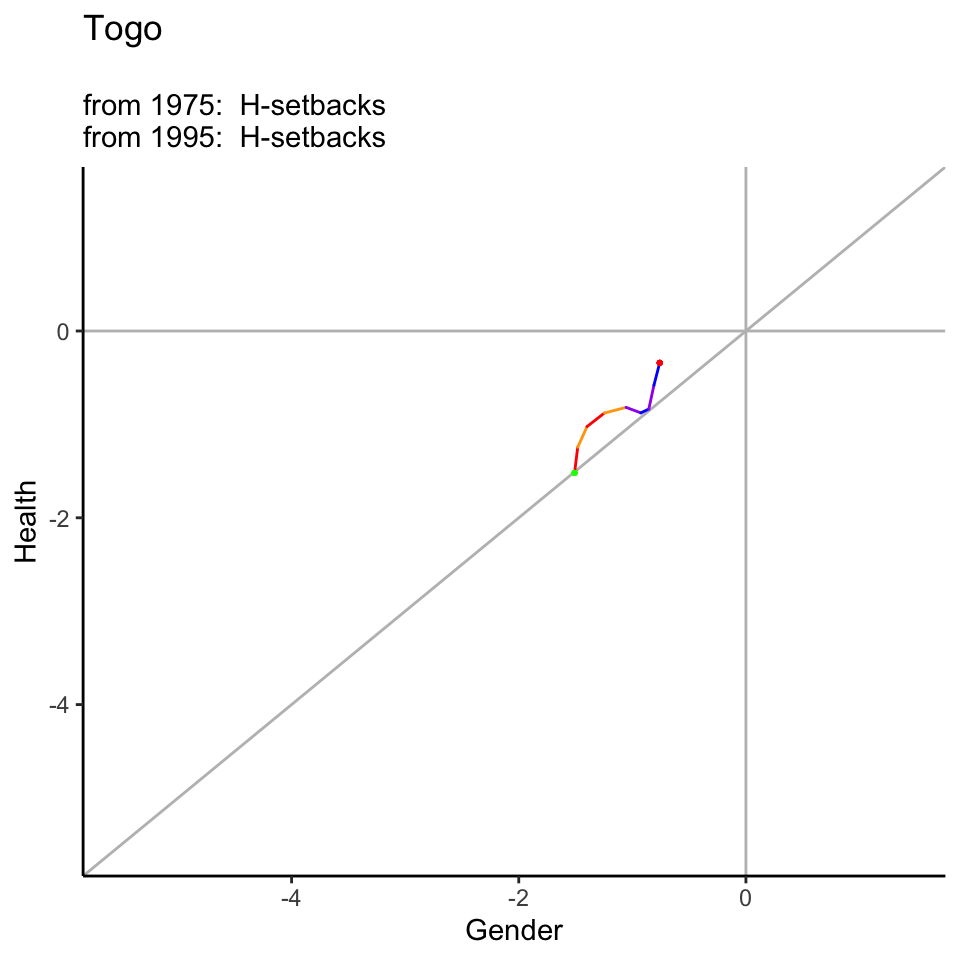 Togo
from 1975:  H-setbacks
from 1995:  H-setbacks
0
-2
-4
Health
-4
-2
0
Gender